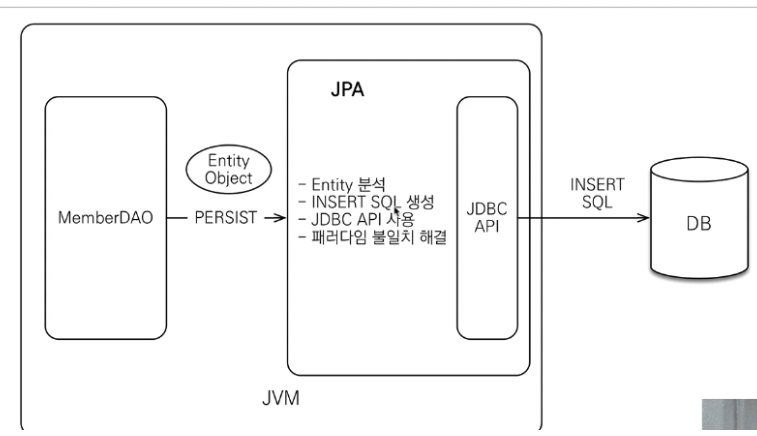 JPA
Entity
Object
MemberDAO
PERSIST
- Entity 분석
- INSERT SQL 생성
- JDBC API 사용
- 패러다임 불일치 해결
JDBC
API
INSERT
SQL
DB
JVM